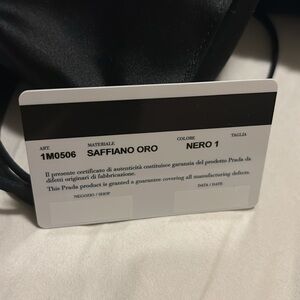 ART. MATERIALE COLORE TAGLIA
1M0506 SAFFIANO ORO NERO 1
Il presente certificato di autenticità costituisce garanzia del prodotto Prada da
difetti originari di fabbricazione.
This Prada product is granted a guarantee covering all manufacturing defects.
NEGOZIO / SHOP DATA / DATE